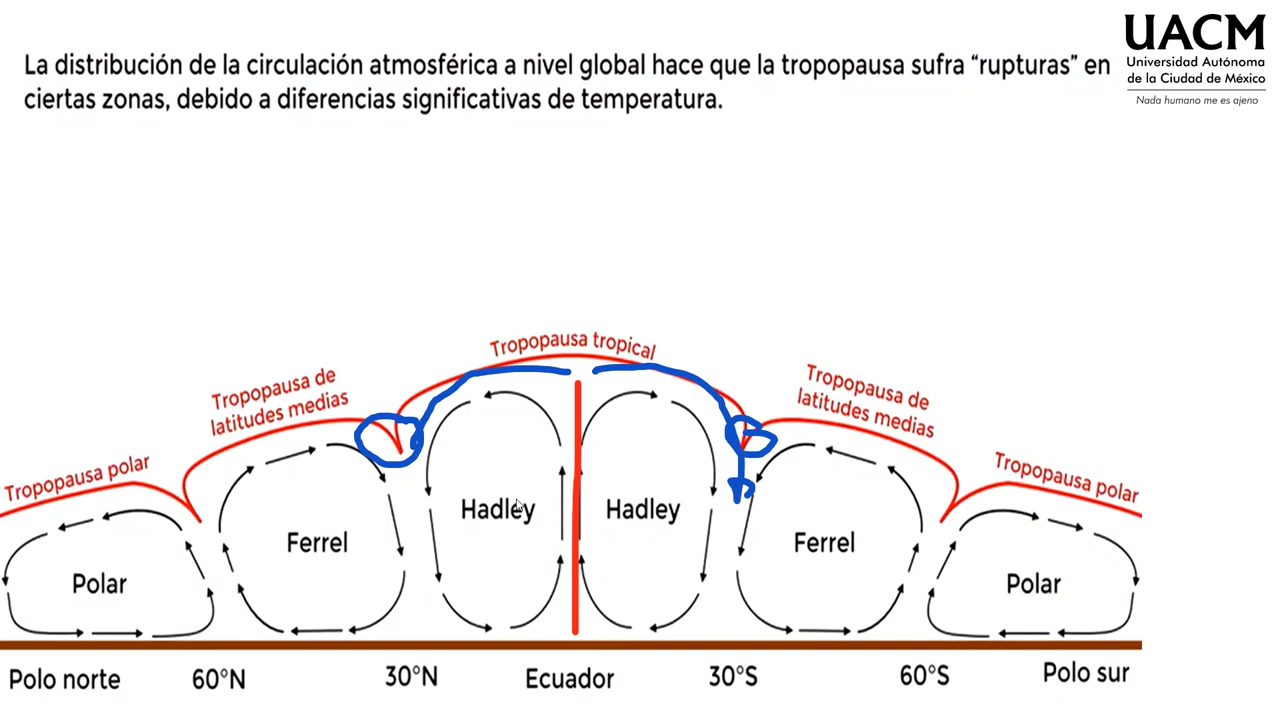 UACM
Universidad Autónoma
de la Ciudad de México
Nada humano me es ajeno
La distribución de la circulación atmosférica a nivel global hace que la tropopausa sufra “rupturas” en
ciertas zonas, debido a diferencias significativas de temperatura.
Tropopausa tropical
Tropopausa de
latitudes medias
Tropopausa de
latitudes medias
Tropopausa polar
Tropopausa polar
Hadley
Hadley
Ferrel
Ferrel
Polar
Polar
Polo norte
60°N
30°N
Ecuador
30°S
60°S
Polo sur